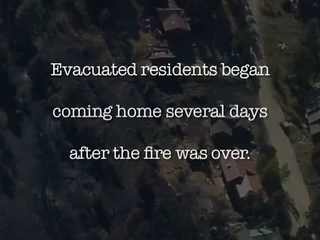 Evacuated residents began
coming home several days
after the fire was over.